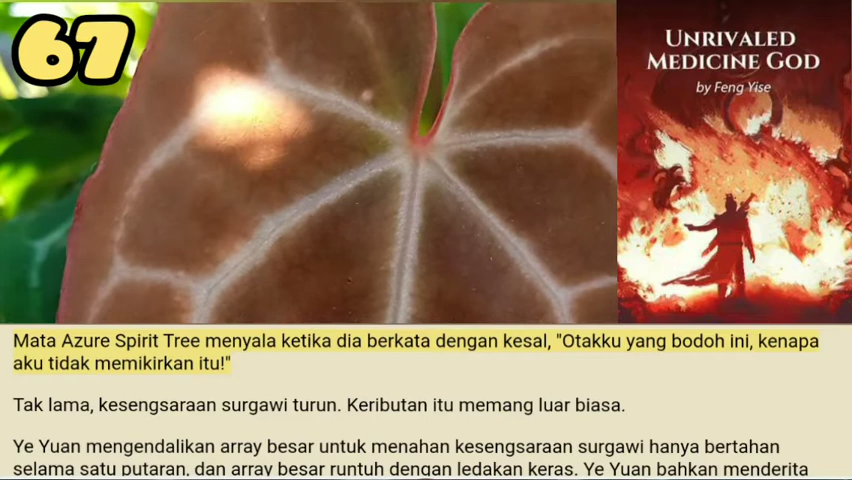 67
UNRIVALED
MEDICINE GOD
by Feng Yise
Mata Azure Spirit Tree menyala ketika dia berkata dengan kesal, "Otakku yang bodoh ini, kenapa
aku tidak memikirkan itu!"
Tak lama, kesengsaraan surgawi turun. Keributan itu memang luar biasa.
Ye Yuan mengendalikan array besar untuk menahan kesengsaraan surgawi hanya bertahan
selama satu putaran, dan array besar runtuh dengan ledakan keras. Ye Yuan bahkan menderita